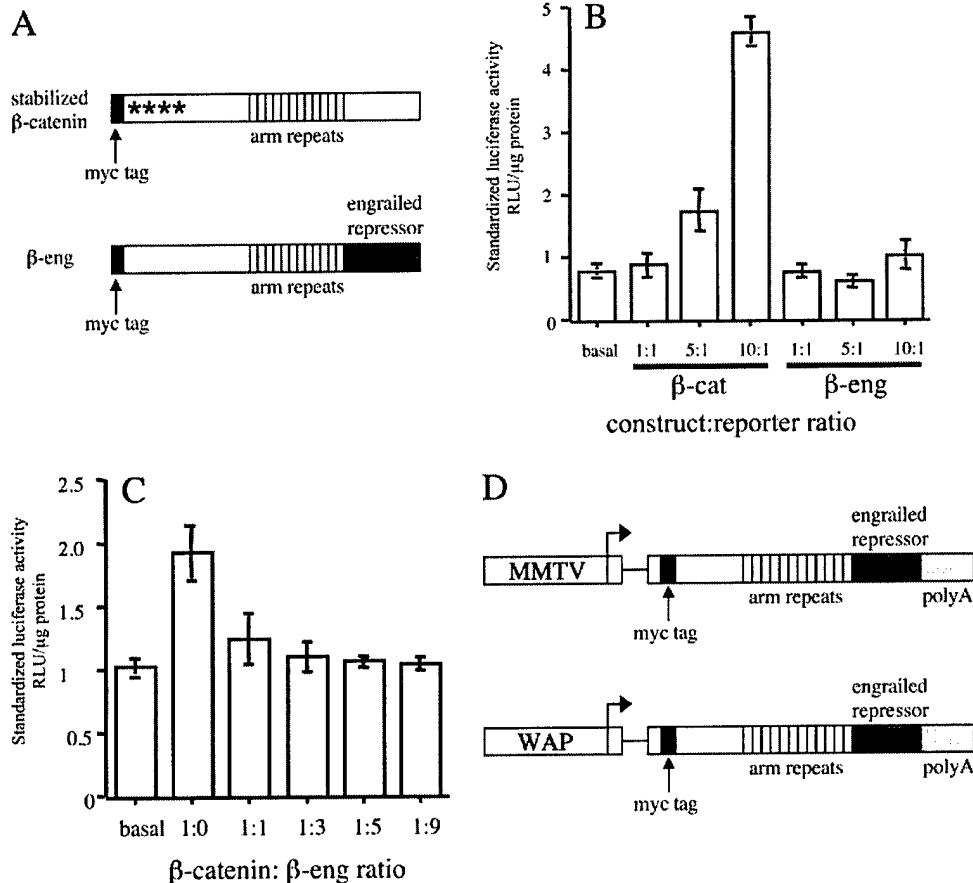 A
stabilized
β-catenin
****
arm repeats
myc tag
engrailed
repressor
β-eng
arm repeats
myc tag
B
Standardized luciferase activity
RLU/μg protein
5
4
3
2
1
0
basal 1:1 5:1 10:1 1:1 5:1 10:1
β-cat β-eng
construct:reporter ratio
C
Standardized luciferase activity
RLU/μg protein
2.5
2.0
1.5
1
0.5
0
basal 1:0 1:1 1:3 1:5 1:9
β-catenin: β-eng ratio
D
engrailed
repressor
MMTV
arm repeats polyA
myc tag
engrailed
repressor
WAP
arm repeats polyA
myc tag